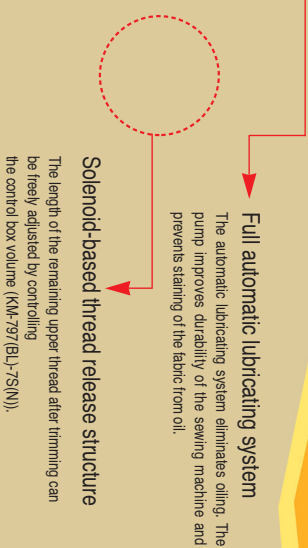 Full automatic lubricating system
The automatic lubricating system eliminates oiling. The
pump improves durability of the sewing machine and
prevents staining of the fabric from oil.
Solenoid-based thread release structure
The length of the remaining upper thread after trimming can
be freely adjusted by controlling
the control box volume (KM-797(BL)-7S(N)).